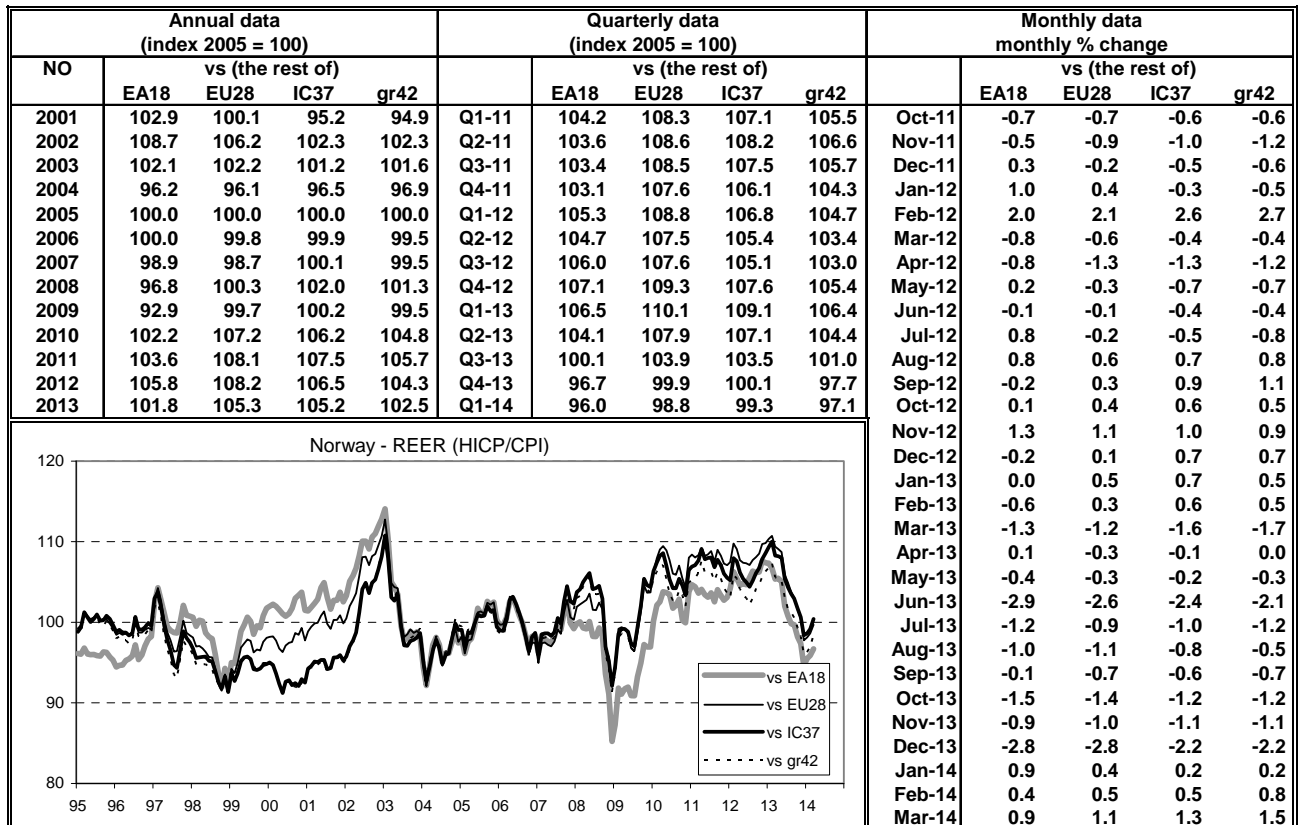 Annual data Quarterly data Monthly data
(index 2005 = 100) (index 2005 = 100) monthly % change
NO vs (the rest of) vs (the rest of) vs (the rest of)
EA18 EU28 IC37 gr42 EA18 EU28 IC37 gr42 EA18 EU28 IC37 gr42
2001 102.9 100.1 95.2 94.9 Q1-11 104.2 108.3 107.1 105.5 Oct-11 -0.7 -0.7 -0.6 -0.6
2002 108.7 106.2 102.3 102.3 Q2-11 103.6 108.6 108.2 106.6 Nov-11 -0.5 -0.9 -1.0 -1.2
2003 102.1 102.2 101.2 101.6 Q3-11 103.4 108.5 107.5 105.7 Dec-11 0.3 -0.2 -0.5 -0.6
2004 96.2 96.1 96.5 96.9 Q4-11 103.1 107.6 106.1 104.3 Jan-12 1.0 0.4 -0.3 -0.5
2005 100.0 100.0 100.0 100.0 Q1-12 105.3 108.8 106.8 104.7 Feb-12 2.0 2.1 2.6 2.7
2006 100.0 99.8 99.9 99.5 Q2-12 104.7 107.5 105.4 103.4 Mar-12 -0.8 -0.6 -0.4 -0.4
2007 98.9 98.7 100.1 99.5 Q3-12 106.0 107.6 105.1 103.0 Apr-12 -0.8 -1.3 -1.3 -1.2
2008 96.8 100.3 102.0 101.3 Q4-12 107.1 109.3 107.6 105.4 May-12 0.2 -0.3 -0.7 -0.7
2009 92.9 99.7 100.2 99.5 Q1-13 106.5 110.1 109.1 106.4 Jun-12 -0.1 -0.1 -0.4 -0.4
2010 102.2 107.2 106.2 104.8 Q2-13 104.1 107.9 107.1 104.4 Jul-12 0.8 -0.2 -0.5 -0.8
2011 103.6 108.1 107.5 105.7 Q3-13 100.1 103.9 103.5 101.0 Aug-12 0.8 0.6 0.7 0.8
2012 105.8 108.2 106.5 104.3 Q4-13 96.7 99.9 100.1 97.7 Sep-12 -0.2 0.3 0.9 1.1
2013 101.8 105.3 105.2 102.5 Q1-14 96.0 98.8 99.3 97.1 Oct-12 0.1 0.4 0.6 0.5
Nov-12 1.3 1.1 1.0 0.9
Dec-12 -0.2 0.1 0.7 0.7
Jan-13 0.0 0.5 0.7 0.5
Feb-13 -0.6 0.3 0.6 0.5
Mar-13 -1.3 -1.2 -1.6 -1.7
Apr-13 0.1 -0.3 -0.1 0.0
May-13 -0.4 -0.3 -0.2 -0.3
Jun-13 -2.9 -2.6 -2.4 -2.1
Jul-13 -1.2 -0.9 -1.0 -1.2
Aug-13 -1.0 -1.1 -0.8 -0.5
Sep-13 -0.1 -0.7 -0.6 -0.7
Oct-13 -1.5 -1.4 -1.2 -1.2
Nov-13 -0.9 -1.0 -1.1 -1.1
Dec-13 -2.8 -2.8 -2.2 -2.2
Jan-14 0.9 0.4 0.2 0.2
Feb-14 0.4 0.5 0.5 0.8
Mar-14 0.9 1.1 1.3 1.5
Norway - REER (HICP/CPI)
120
110
100
90
80
vs EA18
vs EU28
vs IC37
vs gr42
95 96 97 98 99 00 01 02 03 04 05 06 07 08 09 10 11 12 13 14